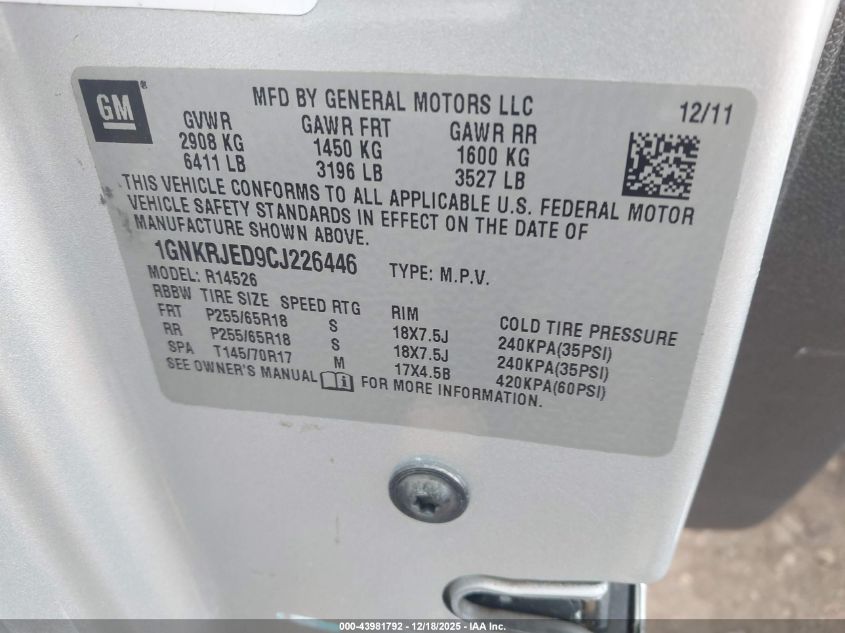 GM®
MFD BY GENERAL MOTORS LLC 12/11
GVWR GAWR FRT GAWR RR
2908 KG 1450 KG 1600 KG
6411 LB 3196 LB 3527 LB
THIS VEHICLE CONFORMS TO ALL APPLICABLE U.S. FEDERAL MOTOR
VEHICLE SAFETY STANDARDS IN EFFECT ON THE DATE OF
MANUFACTURE SHOWN ABOVE.
1GNKRJED9CJ226446 TYPE: M.P.V.
MODEL: R14526
RBBW TIRE SIZE SPEED RTG RIM COLD TIRE PRESSURE
FRT P255/65R18 S 18X7.5J 240KPA(35PSI)
RR P255/65R18 S 18X7.5J 240KPA(35PSI)
SPA T145/70R17 M 17X4.5B 420KPA(60PSI)
SEE OWNER'S MANUAL FOR MORE INFORMATION.
000-43981792 - 12/18/2025 - IAA Inc.